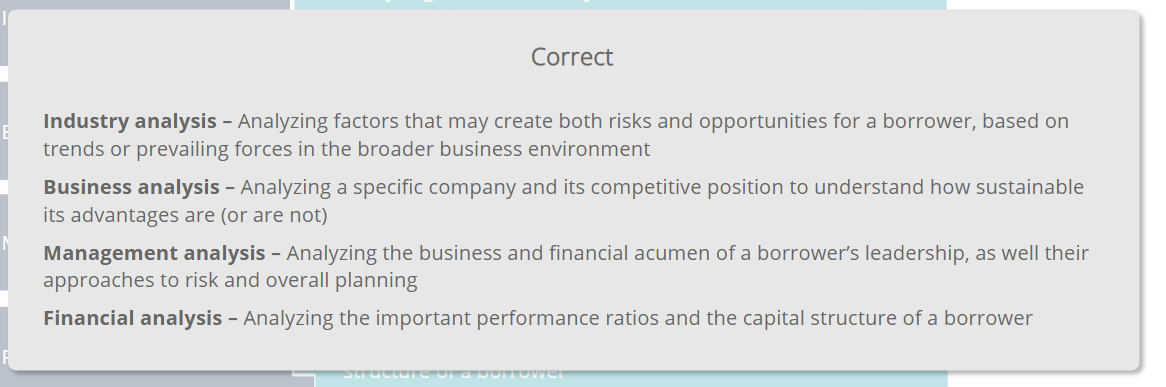 Correct
Industry analysis – Analyzing factors that may create both risks and opportunities for a borrower, based on
trends or prevailing forces in the broader business environment
Business analysis – Analyzing a specific company and its competitive position to understand how sustainable
its advantages are (or are not)
Management analysis – Analyzing the business and financial acumen of a borrower’s leadership, as well their
approaches to risk and overall planning
Financial analysis – Analyzing the important performance ratios and the capital structure of a borrower
structure of a borrower